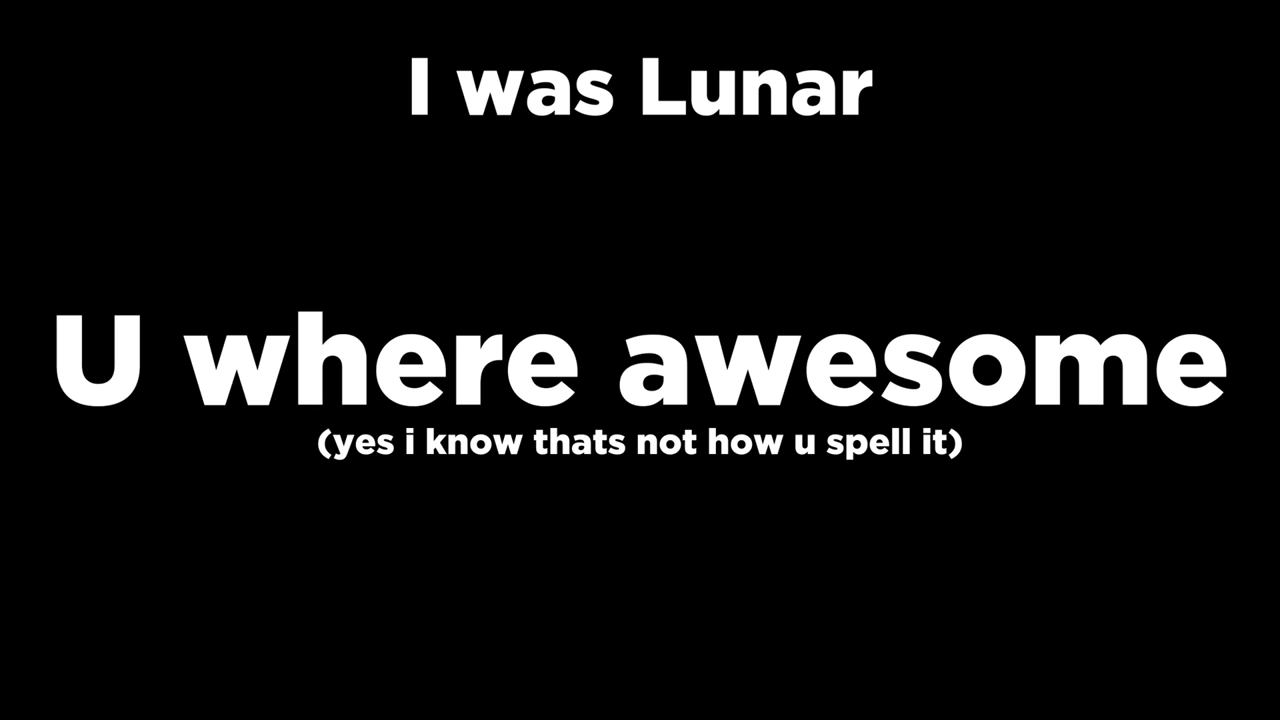 I was Lunar
U where awesome
(yes i know thats not how u spell it)